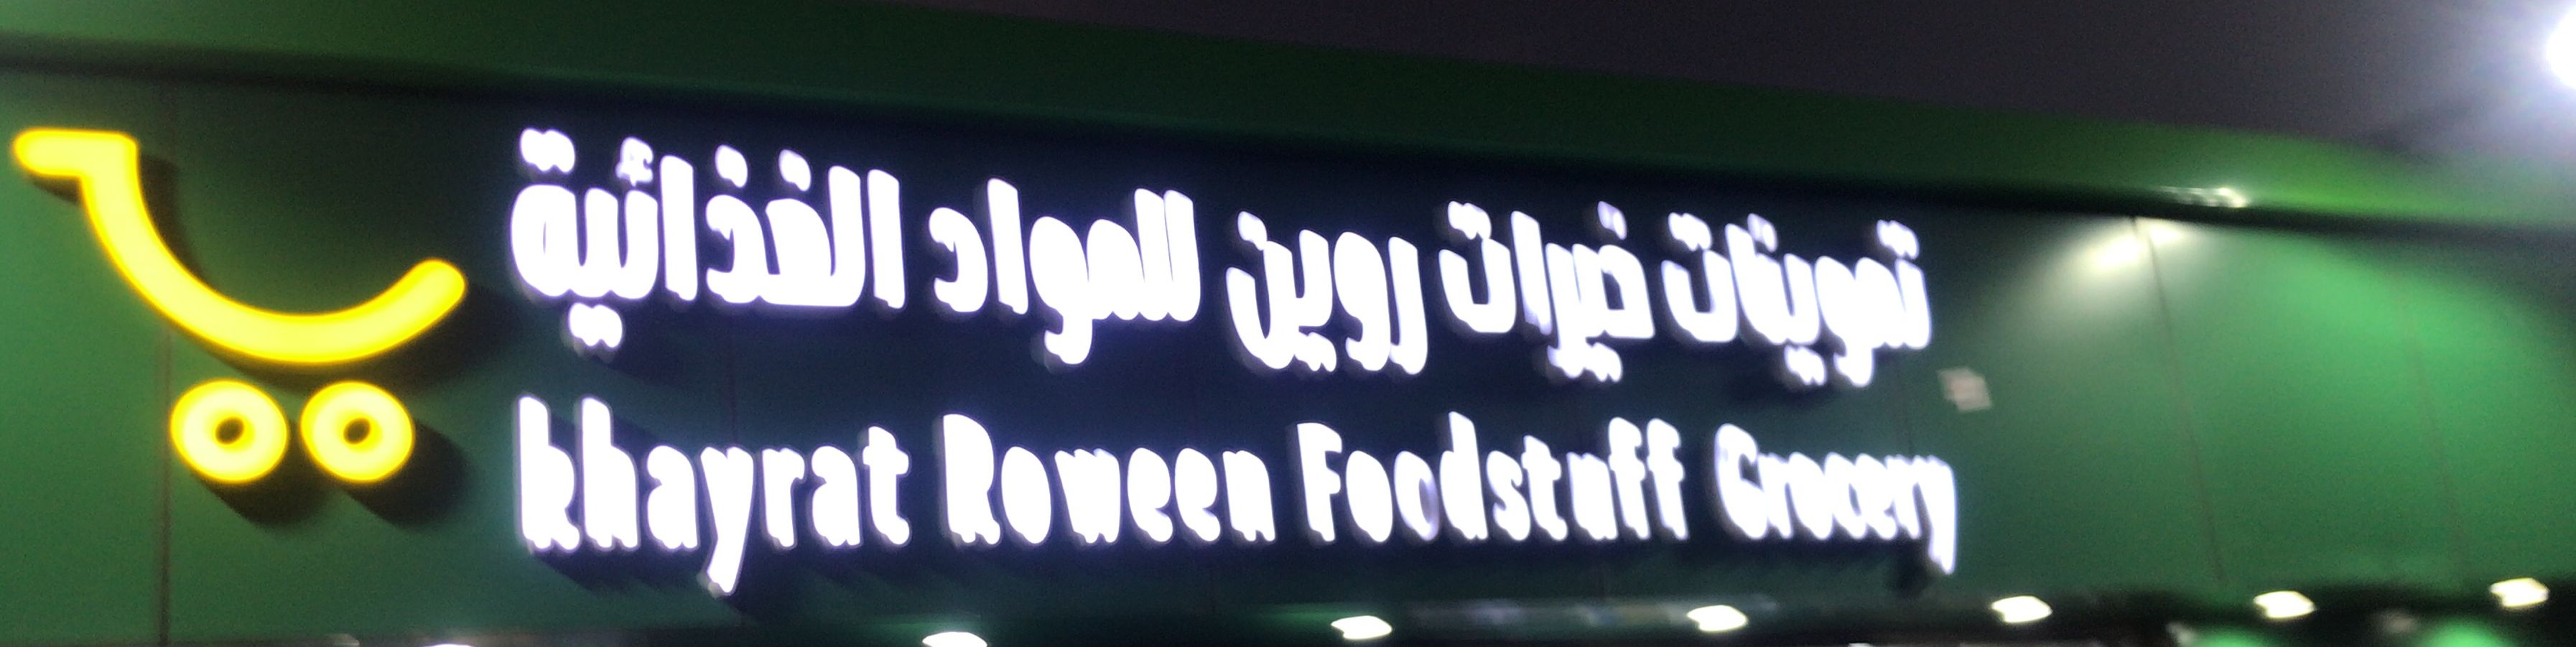 تموينات خيرات روين للمواد الغذائية
khayrat Roween Foodstuff Grocery